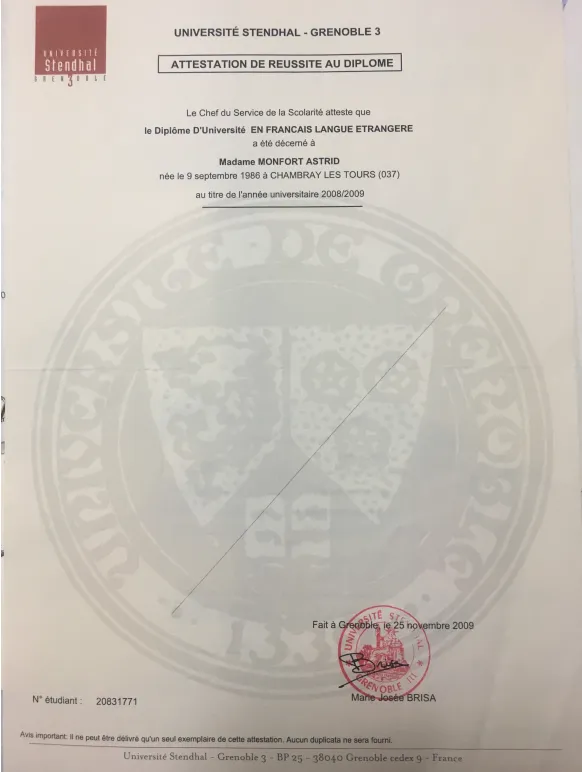 UNIVERSITÉ
Stendhal
GRENOBLE
3
UNIVERSITÉ STENDHAL - GRENOBLE 3
ATTESTATION DE REUSSITE AU DIPLOME
Le Chef du Service de la Scolarité atteste que
le Diplôme D'Université EN FRANCAIS LANGUE ETRANGERE
a été décerné à
Madame MONFORT ASTRID
née le 9 septembre 1986 à CHAMBRAY LES TOURS (037)
au titre de l'année universitaire 2008/2009
UNIVERSITE DE GRENOBLE
Fait à Grenoble, le 25 novembre 2009
UNIVERSITÉ
GRENOBLE III
Marie Josée BRISA
N° étudiant : 20831771
Avis important: Il ne peut être délivré qu'un seul exemplaire de cette attestation. Aucun duplicata ne sera fourni.
Université Stendhal - Grenoble 3 - BP 25 - 38040 Grenoble cedex 9 - France